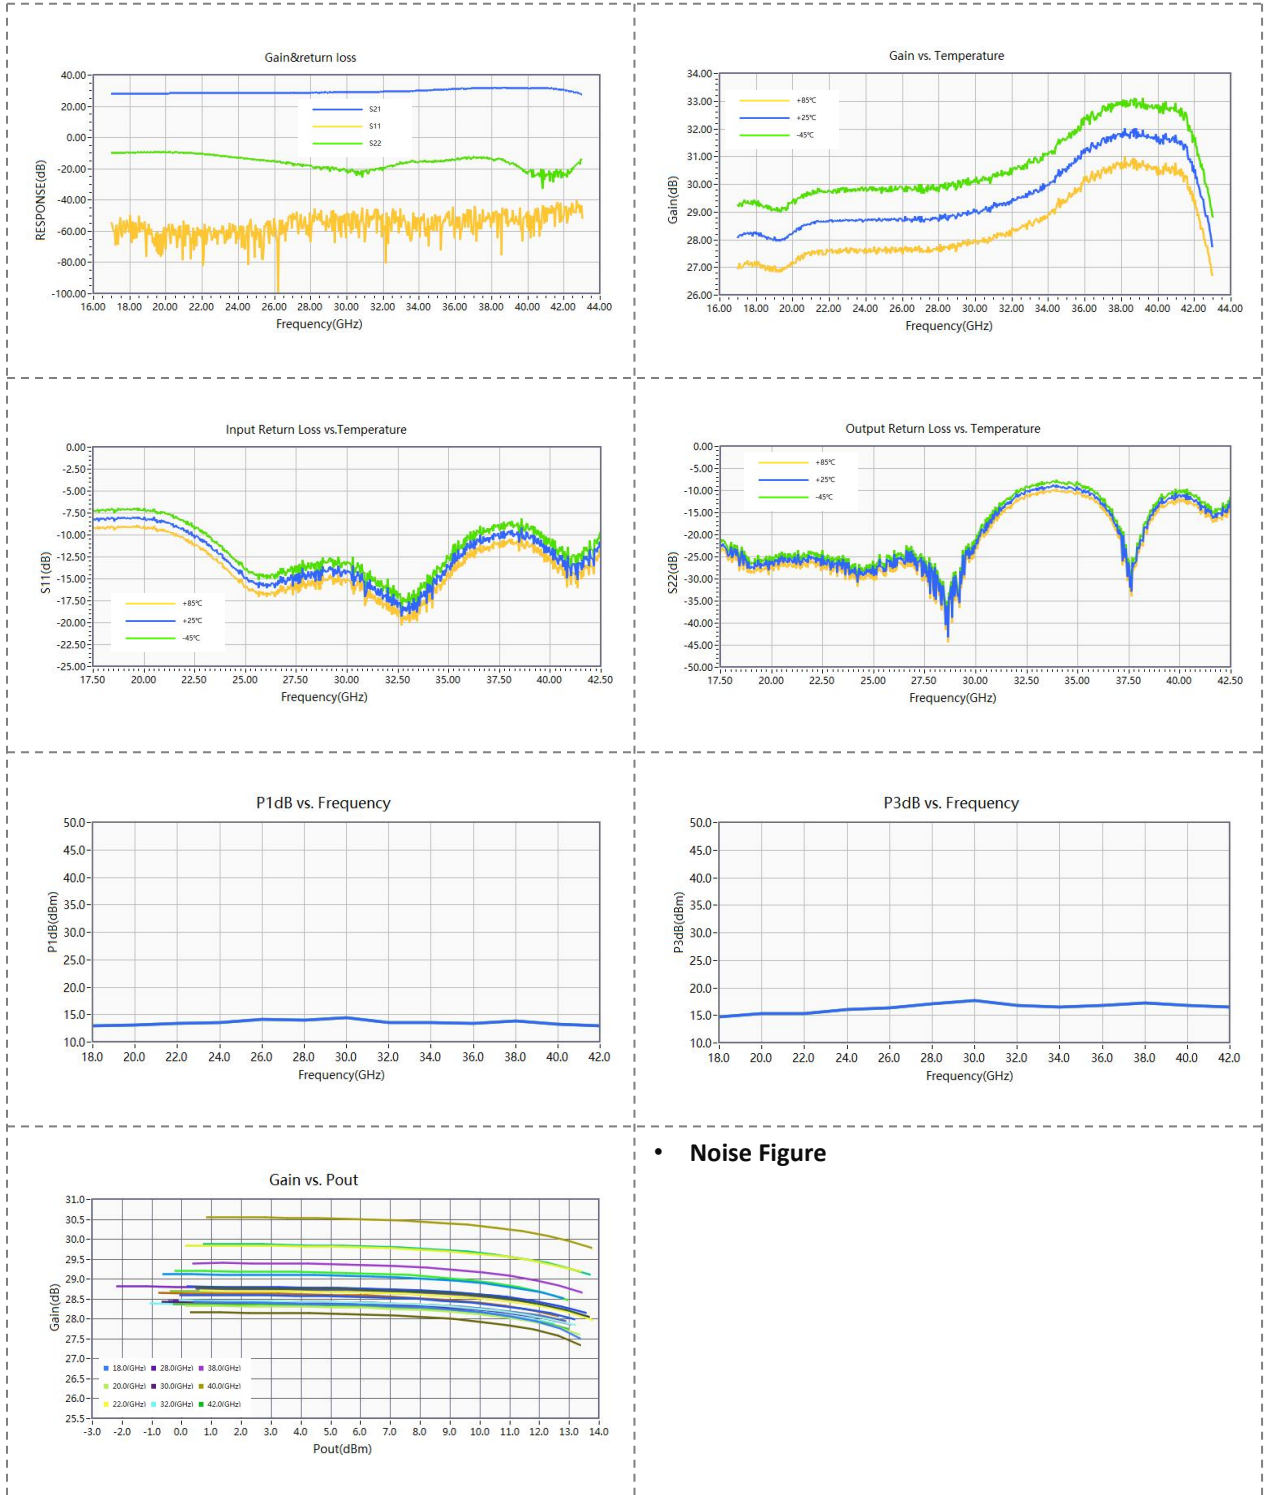 Gain&return loss
40.00
20.00
0.00
-20.00
-40.00
-60.00
-80.00
-100.00
RESPONSE(dB)
S21
S11
S22
16.00 18.00 20.00 22.00 24.00 26.00 28.00 30.00 32.00 34.00 36.00 38.00 40.00 42.00 44.00
Frequency(GHz)
Gain vs. Temperature
34.00
33.00
32.00
31.00
30.00
29.00
28.00
27.00
26.00
Gain(dB)
+85℃
+25℃
-45℃
16.00 18.00 20.00 22.00 24.00 26.00 28.00 30.00 32.00 34.00 36.00 38.00 40.00 42.00 44.00
Frequency(GHz)
Input Return Loss vs.Temperature
0.00
-2.50
-5.00
-7.50
-10.00
-12.50
-15.00
-17.50
-20.00
-22.50
-25.00
S11(dB)
+85℃
+25℃
-45℃
17.50 20.00 22.50 25.00 27.50 30.00 32.50 35.00 37.50 40.00 42.50
Frequency(GHz)
Output Return Loss vs. Temperature
0.00
-5.00
-10.00
-15.00
-20.00
-25.00
-30.00
-35.00
-40.00
-45.00
-50.00
S22(dB)
+85℃
+25℃
-45℃
17.50 20.00 22.50 25.00 27.50 30.00 32.50 35.00 37.50 40.00 42.50
Frequency(GHz)
P1dB vs. Frequency
50.0
45.0
40.0
35.0
30.0
25.0
20.0
15.0
10.0
P1dB(dBm)
18.0 20.0 22.0 24.0 26.0 28.0 30.0 32.0 34.0 36.0 38.0 40.0 42.0
Frequency(GHz)
P3dB vs. Frequency
50.0
45.0
40.0
35.0
30.0
25.0
20.0
15.0
10.0
P3dB(dBm)
18.0 20.0 22.0 24.0 26.0 28.0 30.0 32.0 34.0 36.0 38.0 40.0 42.0
Frequency(GHz)
Gain vs. Pout
31.0
30.5
30.0
29.5
29.0
28.5
28.0
27.5
27.0
26.5
26.0
25.5
Gain(dB)
18.0(GHz) 28.0(GHz) 38.0(GHz)
20.0(GHz) 30.0(GHz) 40.0(GHz)
22.0(GHz) 32.0(GHz) 42.0(GHz)
-3.0 -2.0 -1.0 0.0 1.0 2.0 3.0 4.0 5.0 6.0 7.0 8.0 9.0 10.0 11.0 12.0 13.0 14.0
Pout(dBm)
• Noise Figure